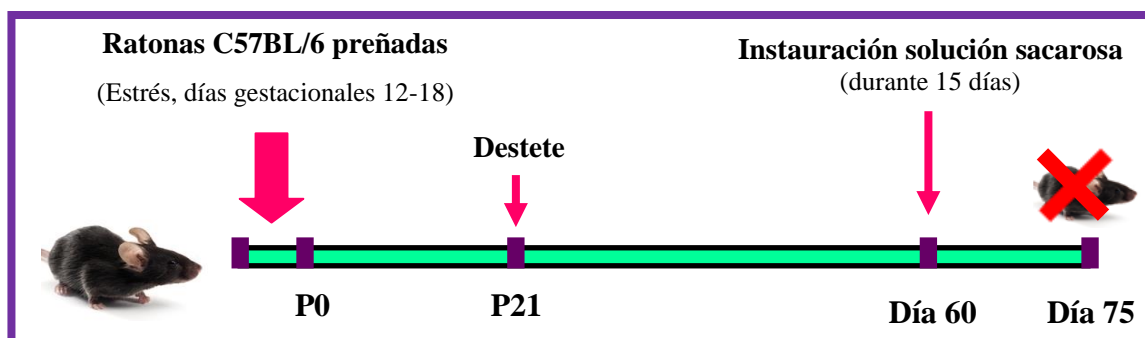 Ratonas C57BL/6 preñadas
(Estrés, días gestacionales 12-18)
Instauración solución sacarosa
(durante 15 días)
Destete
P0
P21
Día 60
Día 75